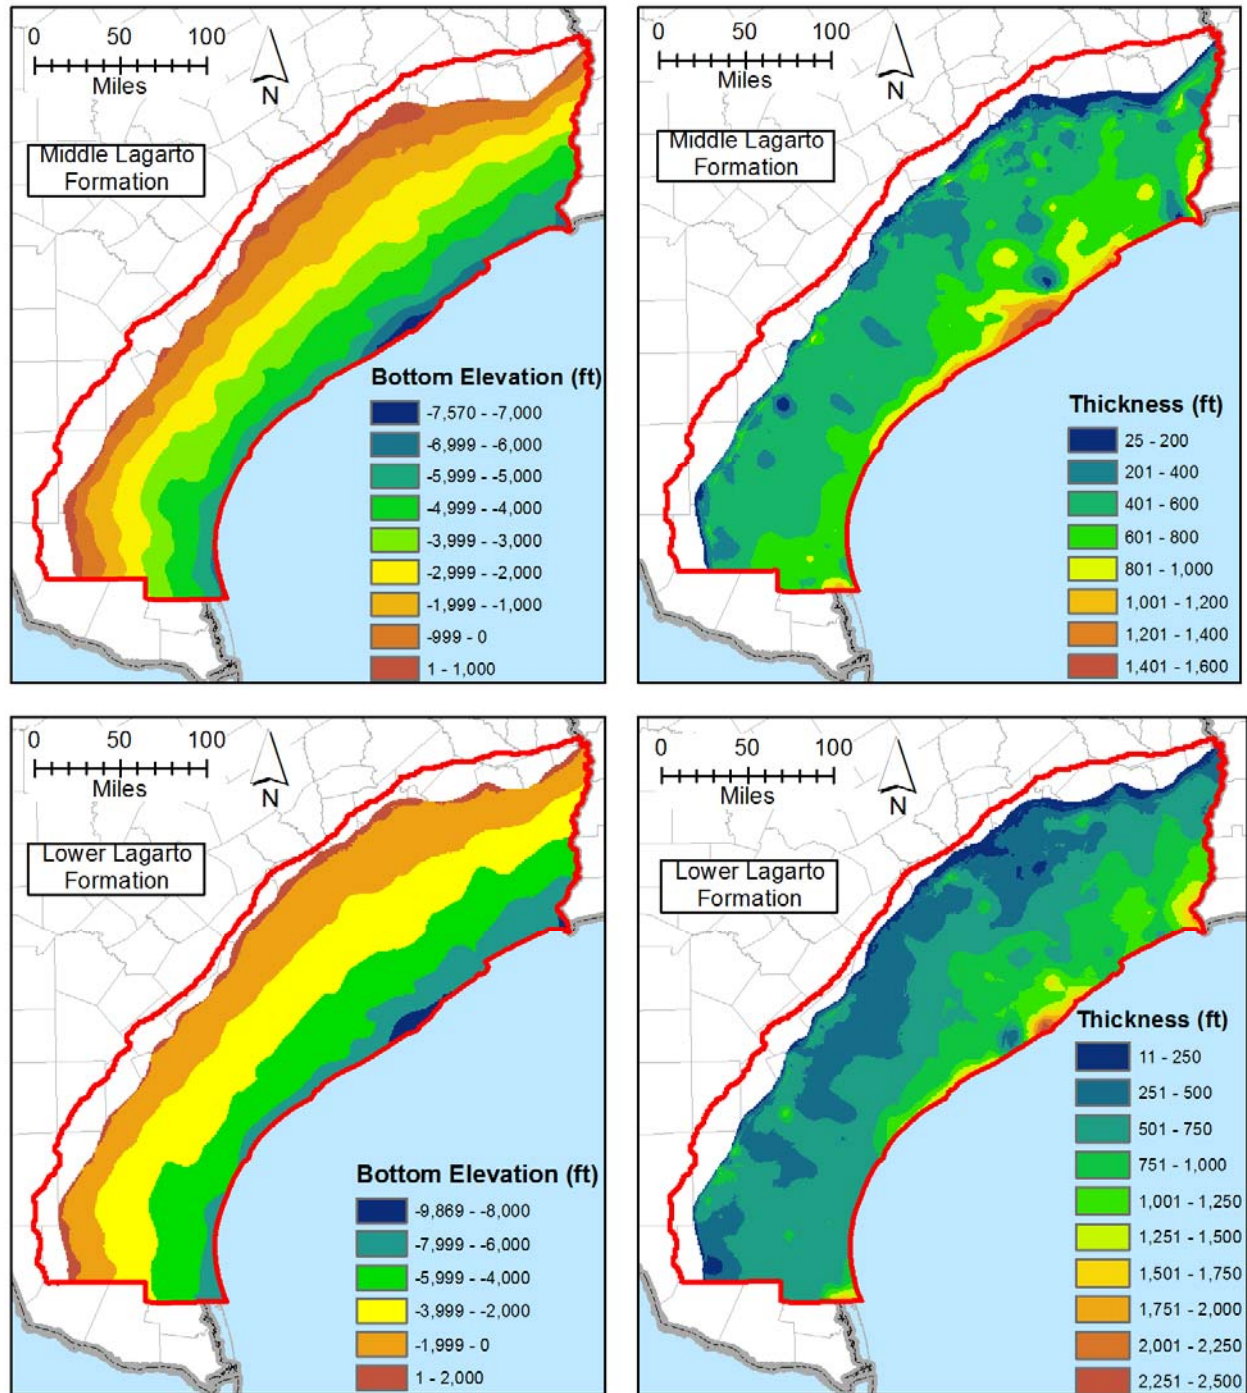 0 50 100
Miles
N
Middle Lagarto
Formation
Bottom Elevation (ft)
-7,570 - -7,000
-6,999 - -6,000
-5,999 - -5,000
-4,999 - -4,000
-3,999 - -3,000
-2,999 - -2,000
-1,999 - -1,000
-999 - 0
1 - 1,000
0 50 100
Miles
N
Middle Lagarto
Formation
Thickness (ft)
25 - 200
201 - 400
401 - 600
601 - 800
801 - 1,000
1,001 - 1,200
1,201 - 1,400
1,401 - 1,600
0 50 100
Miles
N
Lower Lagarto
Formation
Bottom Elevation (ft)
-9,869 - -8,000
-7,999 - -6,000
-5,999 - -4,000
-3,999 - -2,000
-1,999 - 0
1 - 2,000
0 50 100
Miles
N
Lower Lagarto
Formation
Thickness (ft)
11 - 250
251 - 500
501 - 750
751 - 1,000
1,001 - 1,250
1,251 - 1,500
1,501 - 1,750
1,751 - 2,000
2,001 - 2,250
2,251 - 2,500